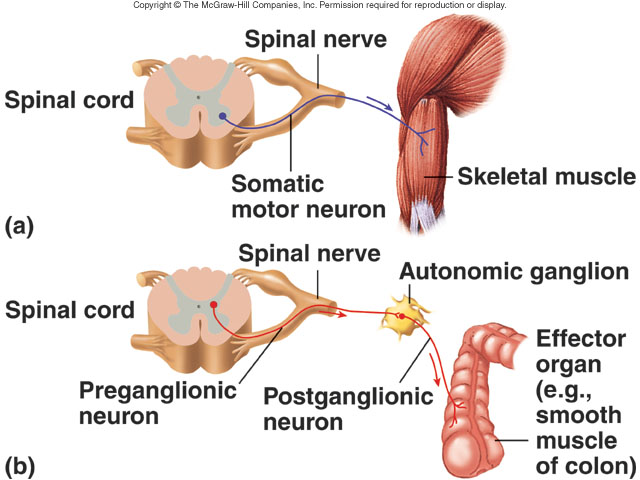 Copyright © The McGraw-Hill Companies, Inc. Permission required for reproduction or display.
Spinal nerve
Spinal cord
Somatic
motor neuron
Skeletal muscle
(a)
Spinal nerve
Autonomic ganglion
Spinal cord
Preganglionic
neuron
Postganglionic
neuron
Effector
organ
(e.g.,
smooth
muscle
of colon)
(b)